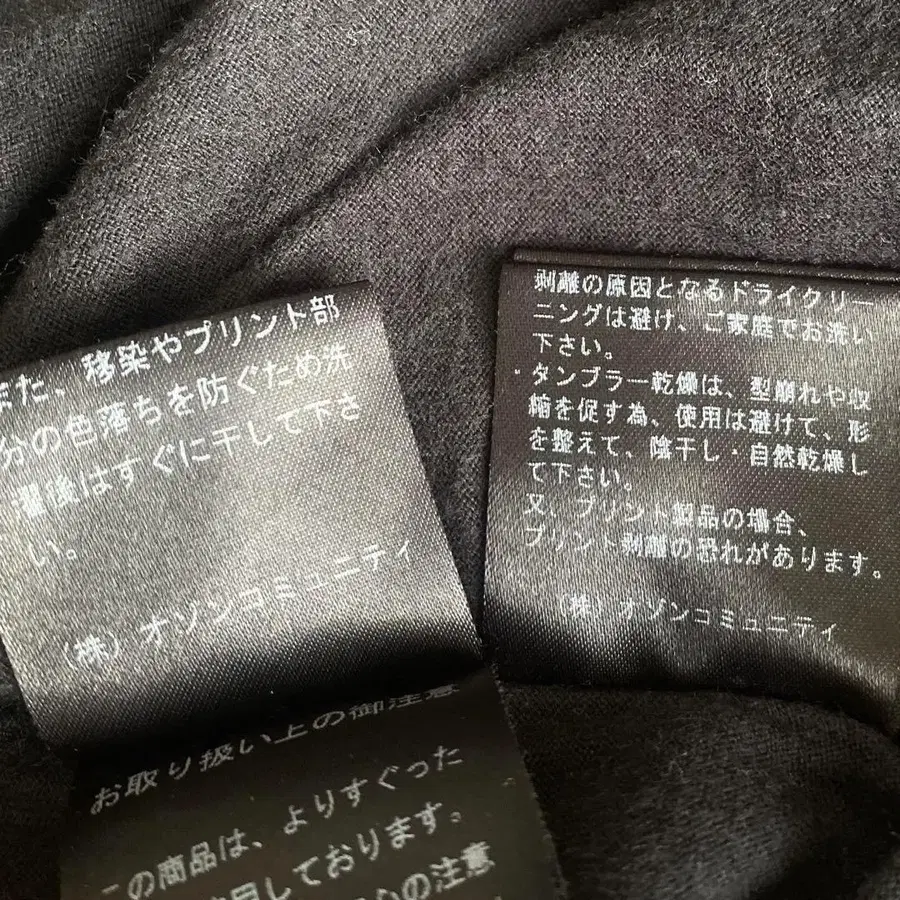 また、移染やプリント部
分の色落ちを防ぐため洗
濯後はすぐに干して下さ
い。
(株)オゾンコミュニティ
剥離の原因となるドライクリー
ニングは避け、ご家庭でお洗い
下さい。
・タンブラー乾燥は、型崩れや収
縮を促す為、使用は避けて、形
を整えて、陰干し・自然乾燥し
て下さい。
又、プリント製品の場合、
プリント剥離の恐れがあります。
(株)オゾンコミュニティ
お取り扱い上の御注意
この商品は、よりすぐった
用しております。
の注意